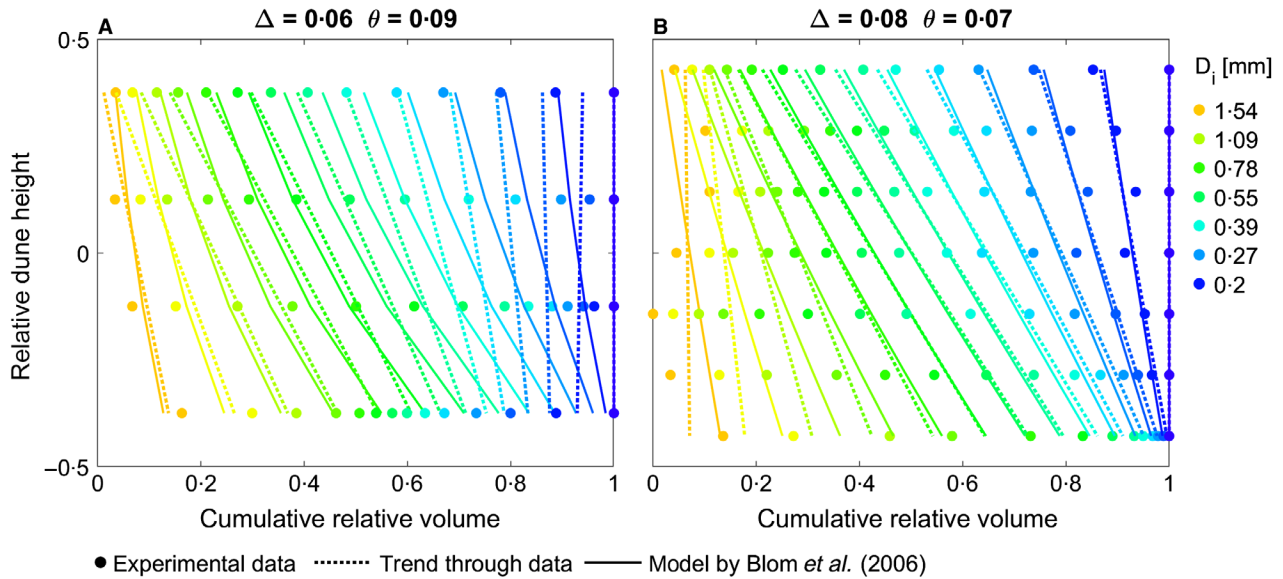 A Δ = 0·06 θ = 0·09
B Δ = 0·08 θ = 0·07
0·5
0
−0·5
Relative dune height
0 0·2 0·4 0·6 0·8 1
0 0·2 0·4 0·6 0·8 1
Cumulative relative volume
Cumulative relative volume
D_i [mm]
1·54
1·09
0·78
0·55
0·39
0·27
0·2
Experimental data Trend through data Model by Blom et al. (2006)